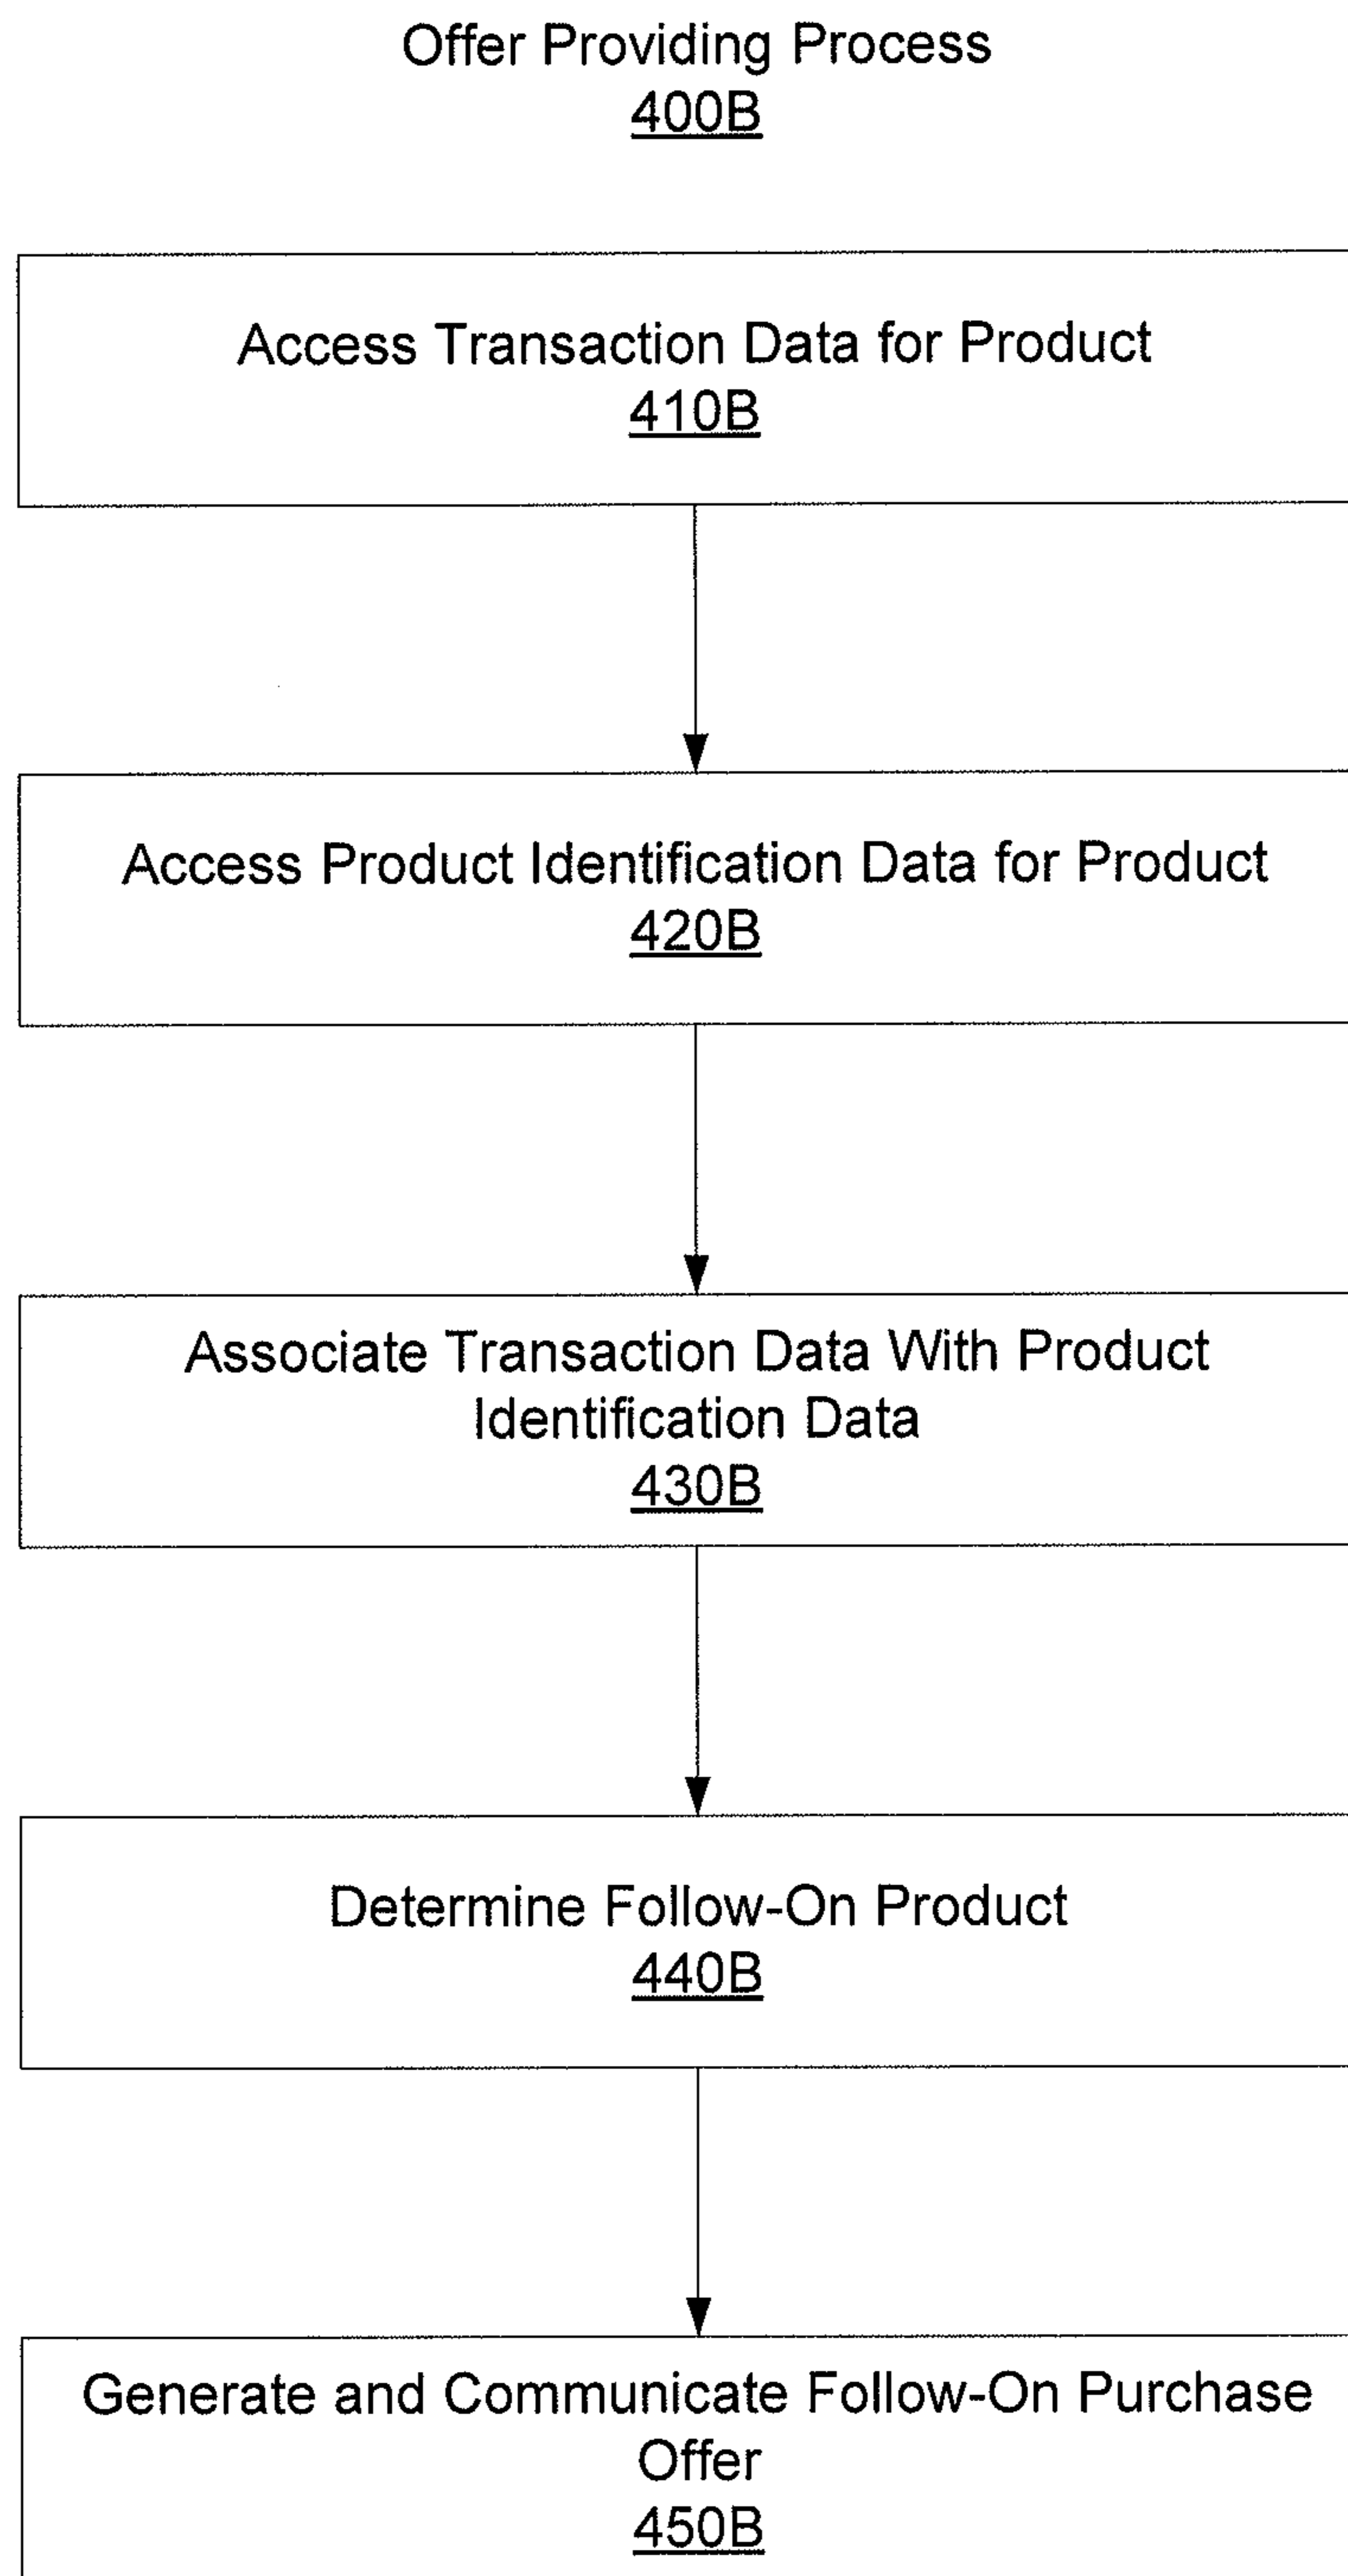 Offer Providing Process
400B
Access Transaction Data for Product
410B
Access Product Identification Data for Product
420B
Associate Transaction Data With Product
Identification Data
430B
Determine Follow-On Product
440B
Generate and Communicate Follow-On Purchase
Offer
450B